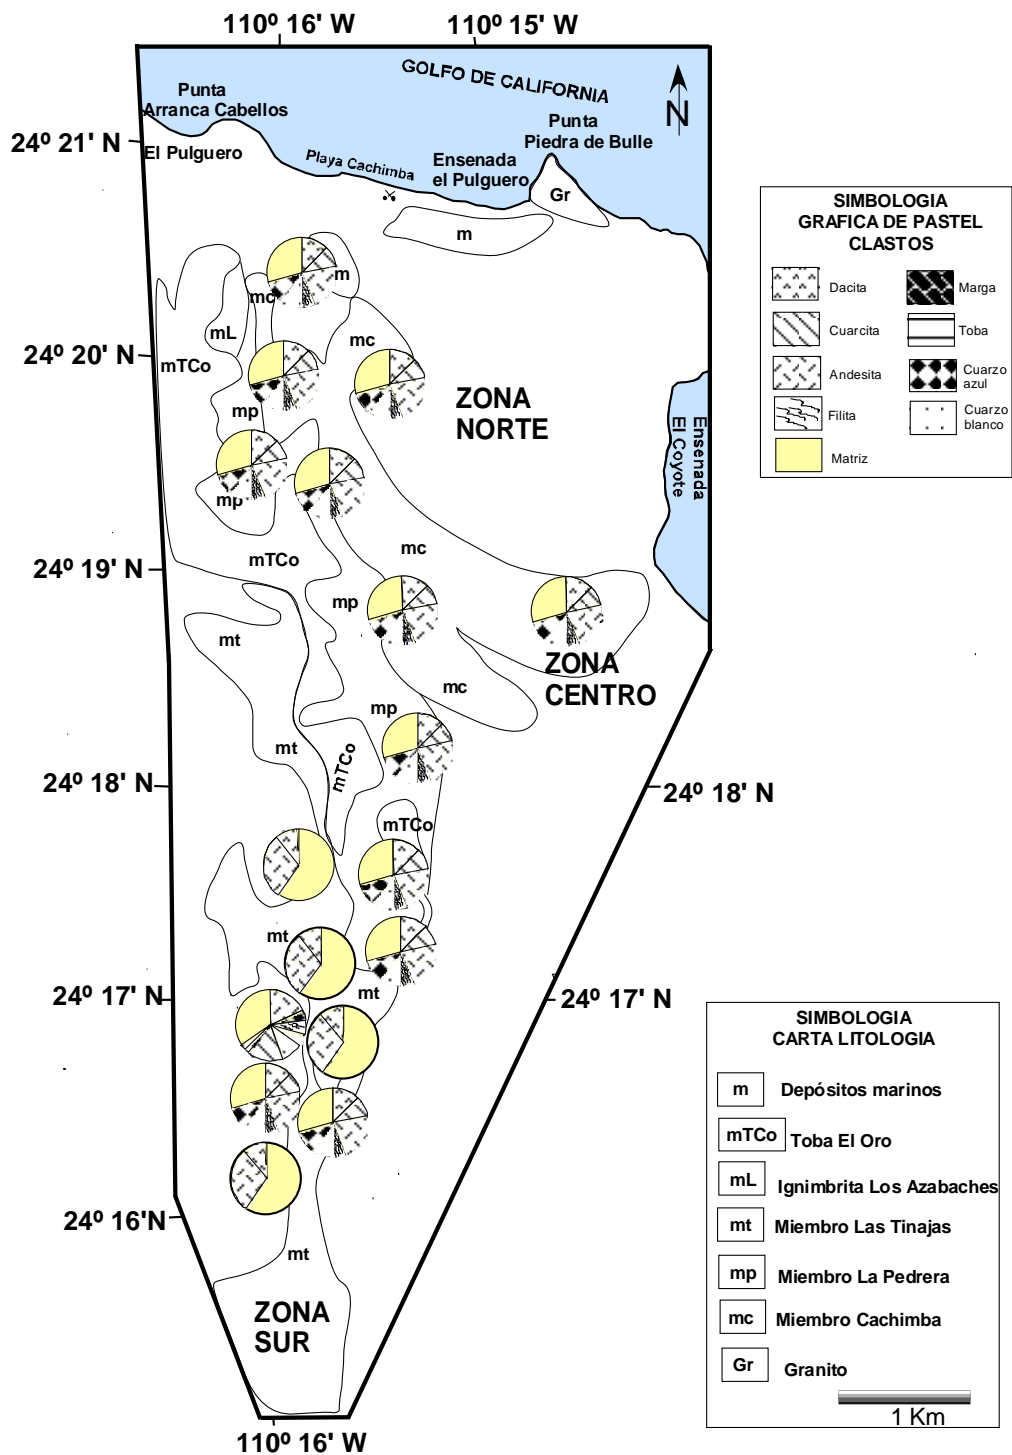 110º 16' W
110º 15' W
GOLFO DE CALIFORNIA
N
Punta
Arranca Cabellos
Punta
Piedra de Bulle
24º 21' N
El Pulguero
Playa Cachimba
Ensenada
el Pulguero
Gr
m
m
mc
mL
mc
24º 20' N
mTCo
mp
ZONA
NORTE
Ensenada
El Coyote
mp
mc
mTCo
24º 19' N
mp
mt
ZONA
CENTRO
mc
mp
mt
mTCo
24º 18' N
24º 18' N
mTCo
mt
mt
24º 17' N
24º 17' N
24º 16'N
mt
ZONA
SUR
110º 16' W
SIMBOLOGIA
GRAFICA DE PASTEL
CLASTOS
Dacita
Marga
Cuarcita
Toba
Andesita
Cuarzo
azul
Filita
Cuarzo
blanco
Matriz
SIMBOLOGIA
CARTA LITOLOGIA
m Depósitos marinos
mTCo Toba El Oro
mL Ignimbrita Los Azabaches
mt Miembro Las Tinajas
mp Miembro La Pedrera
mc Miembro Cachimba
Gr Granito
1 Km